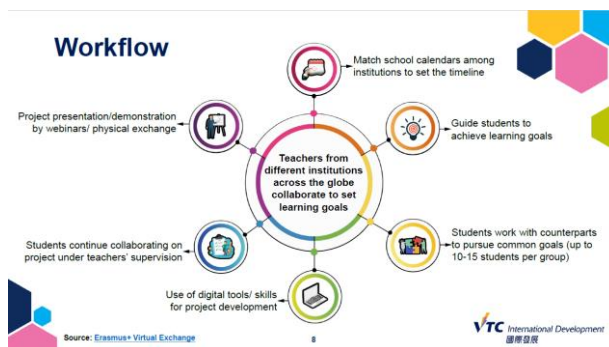 Workflow
Match school calendars among
institutions to set the timeline
Guide students to
achieve learning goals
Students work with counterparts
to pursue common goals (up to
10-15 students per group)
Use of digital tools/ skills
for project development
Students continue collaborating on
project under teachers' supervision
Project presentation/demonstration
by webinars/ physical exchange
Teachers from
different institutions
across the globe
collaborate to set
learning goals
Source: Erasmus+ Virtual Exchange
8
VTC International Development
國際發展